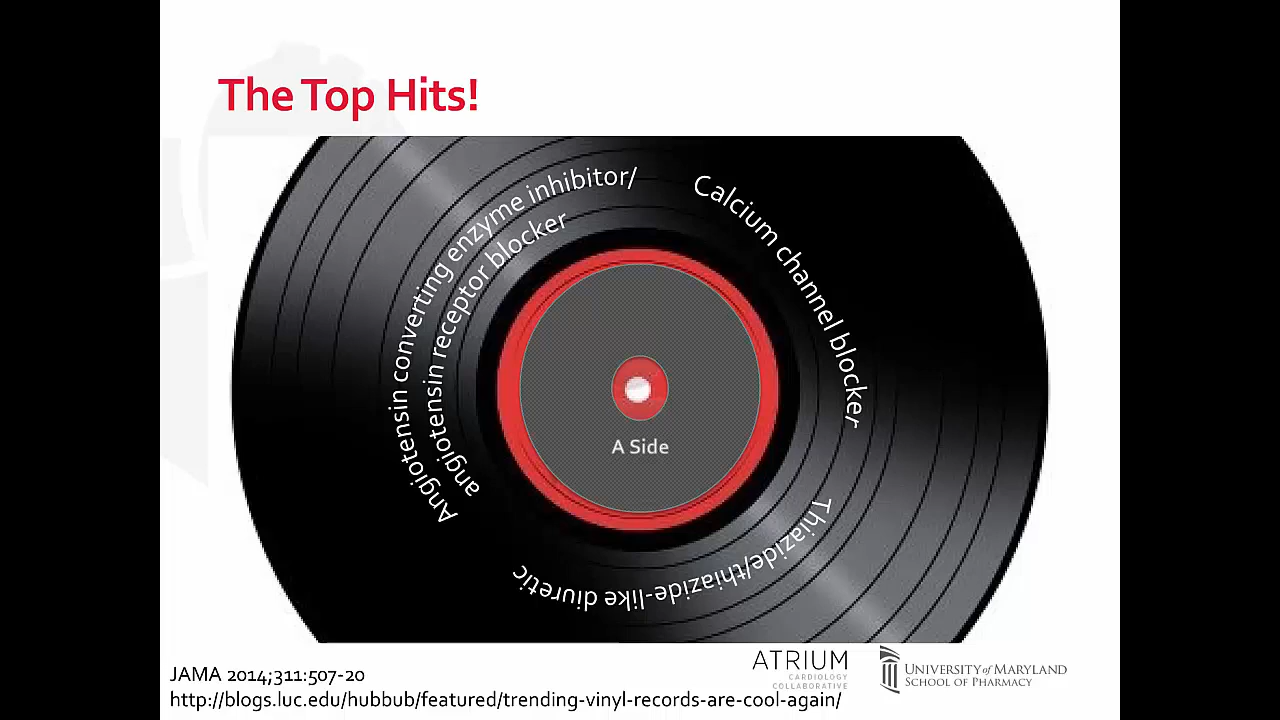 The Top Hits!
Angiotensin converting enzyme inhibitor/
angiotensin receptor blocker
Calcium channel blocker
Thiazide/thiazide-like diuretic
A Side
JAMA 2014;311:507-20
http://blogs.luc.edu/hubbub/featured/trending-vinyl-records-are-cool-again/
ATRIUM
CARDIOLOGY
COLLABORATIVE
UNIVERSITY of MARYLAND
SCHOOL OF PHARMACY